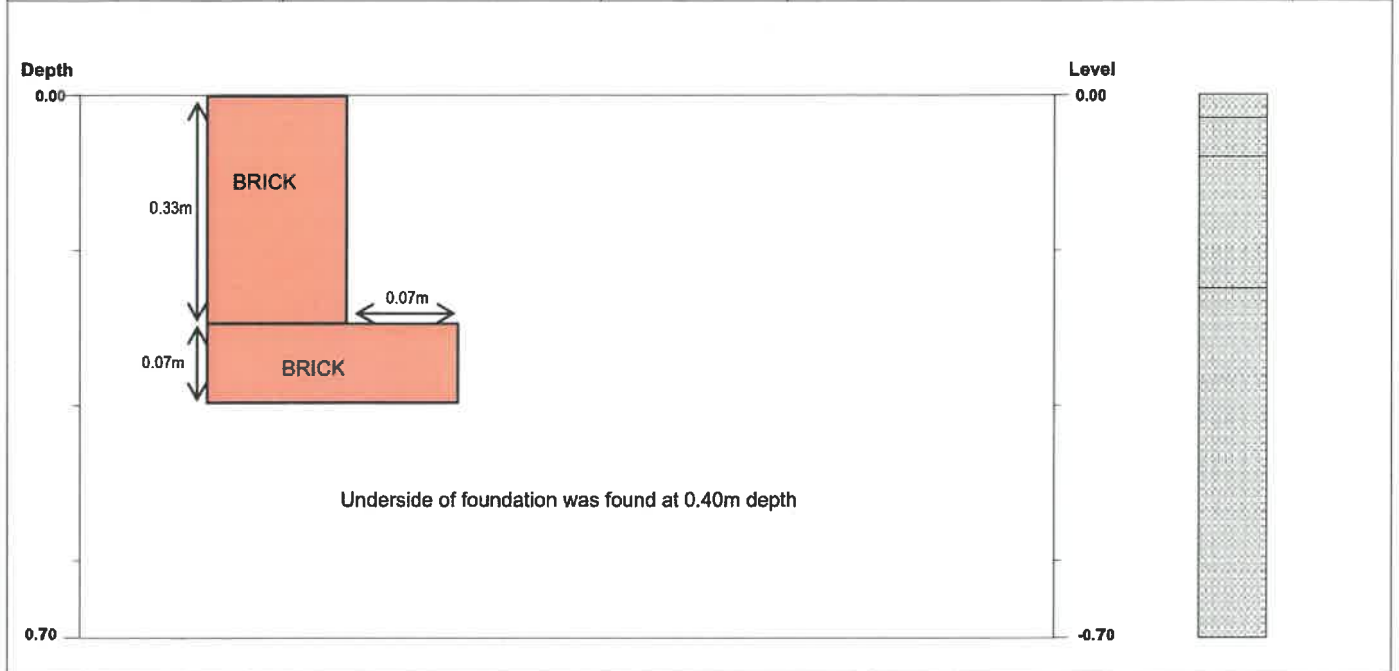 Depth
Level
0.00
0.00
BRICK
0.33m
0.07m
0.07m
BRICK
Underside of foundation was found at 0.40m depth
0.70
-0.70